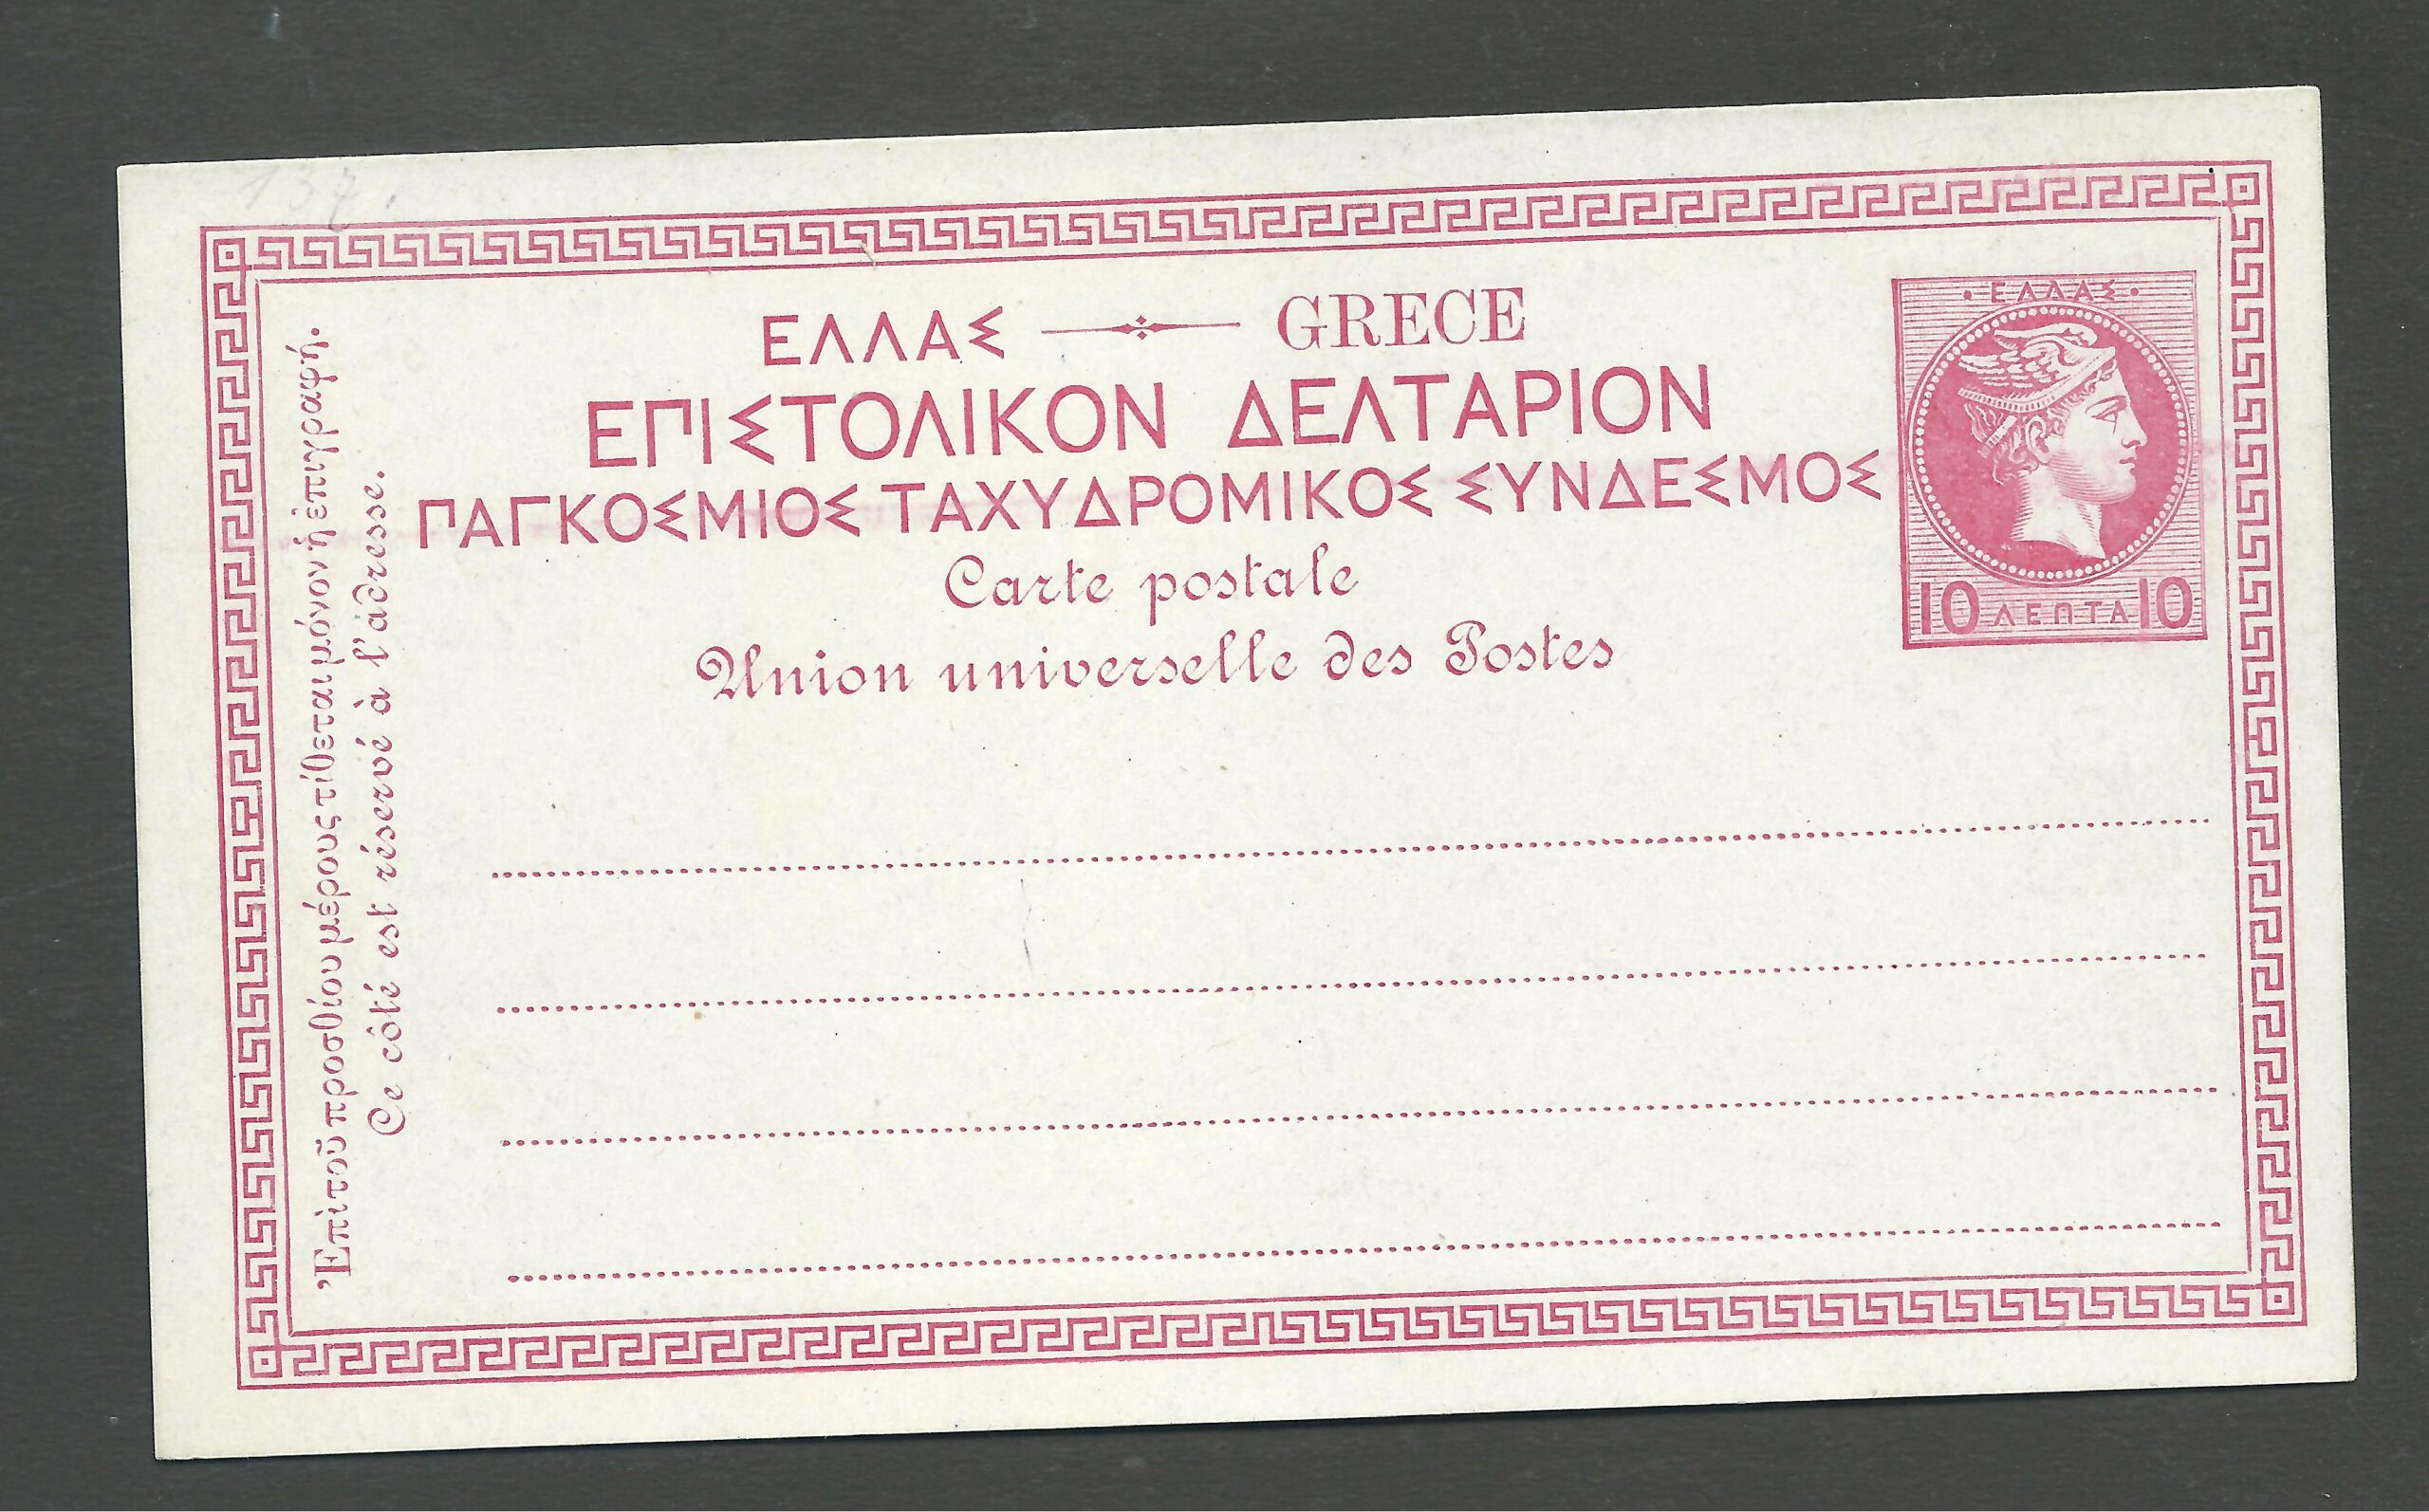 137.
ΕΛΛΑΣ GRECE
ΕΠΙΣΤΟΛΙΚΟΝ ΔΕΛΤΑΡΙΟΝ
ΠΑΓΚΟΣΜΙΟΣ ΤΑΧΥΔΡΟΜΙΚΟΣ ΣΥΝΔΕΣΜΟΣ
Carte postale
Union universelle des Postes
Ἐπὶ τοῦ προσθίου μέρους τίθεται μόνον ἡ ἐπιγραφή.
Ce côté est réservé à l'adresse.
• ΕΛΛΑΣ •
10 ΛΕΠΤΑ 10